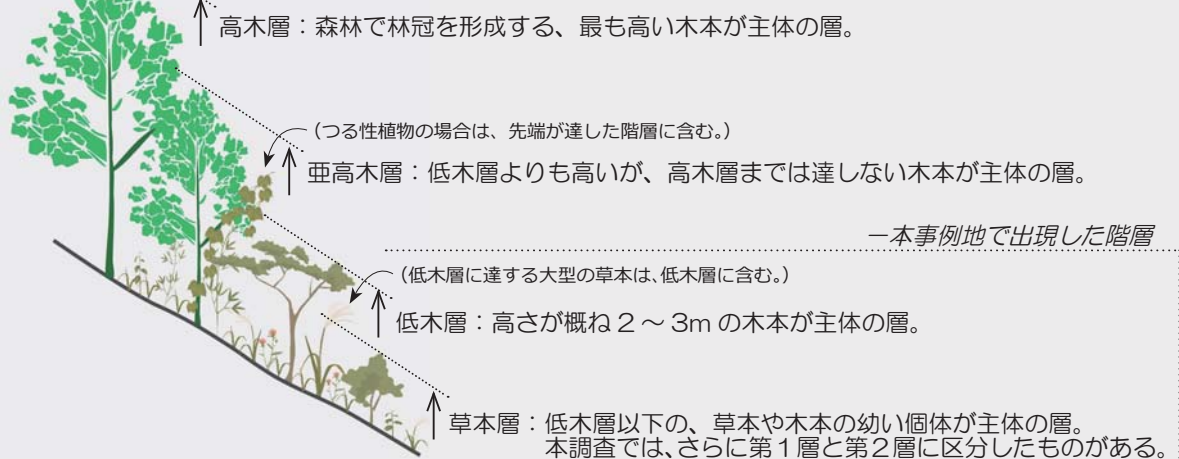 高木層：森林で林冠を形成する、最も高い木本が主体の層。
（つる性植物の場合は、先端が達した階層に含む。）
亜高木層：低木層よりも高いが、高木層までは達しない木本が主体の層。
－本事例地で出現した階層
（低木層に達する大型の草本は、低木層に含む。）
低木層：高さが概ね２～３ｍの木本が主体の層。
草本層：低木層以下の、草本や木本の幼い個体が主体の層。
本調査では、さらに第１層と第２層に区分したものがある。